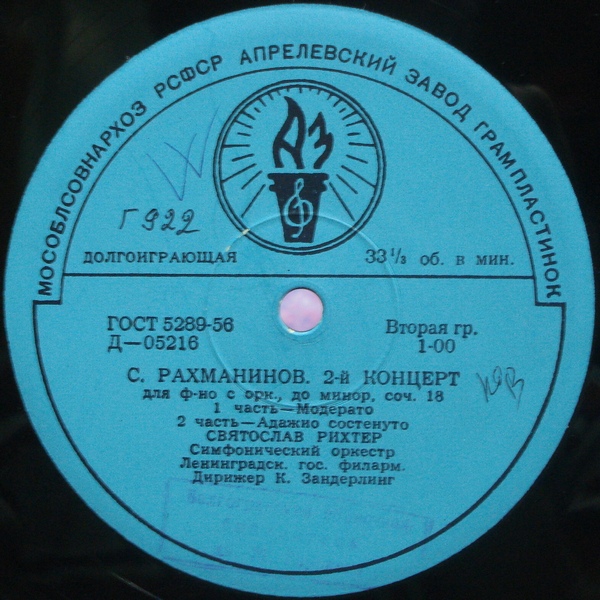 МОСОБЛСОВНАРХОЗ РСФСР АПРЕЛЕВСКИЙ ЗАВОД ГРАМПЛАСТИНОК
АЗ
Г922
ДОЛГОИГРАЮЩАЯ
33 1/3 об. в мин.
ГОСТ 5289-56
Д—05216
Вторая гр.
1-00
С. РАХМАНИНОВ. 2-й КОНЦЕРТ
для ф-но с орк., до минор, соч. 18
1 часть—Модерато
2 часть—Адажио состенуто
СВЯТОСЛАВ РИХТЕР
Симфонический оркестр
Ленинградск. гос. филарм.
Дирижер К. Зандерлинг